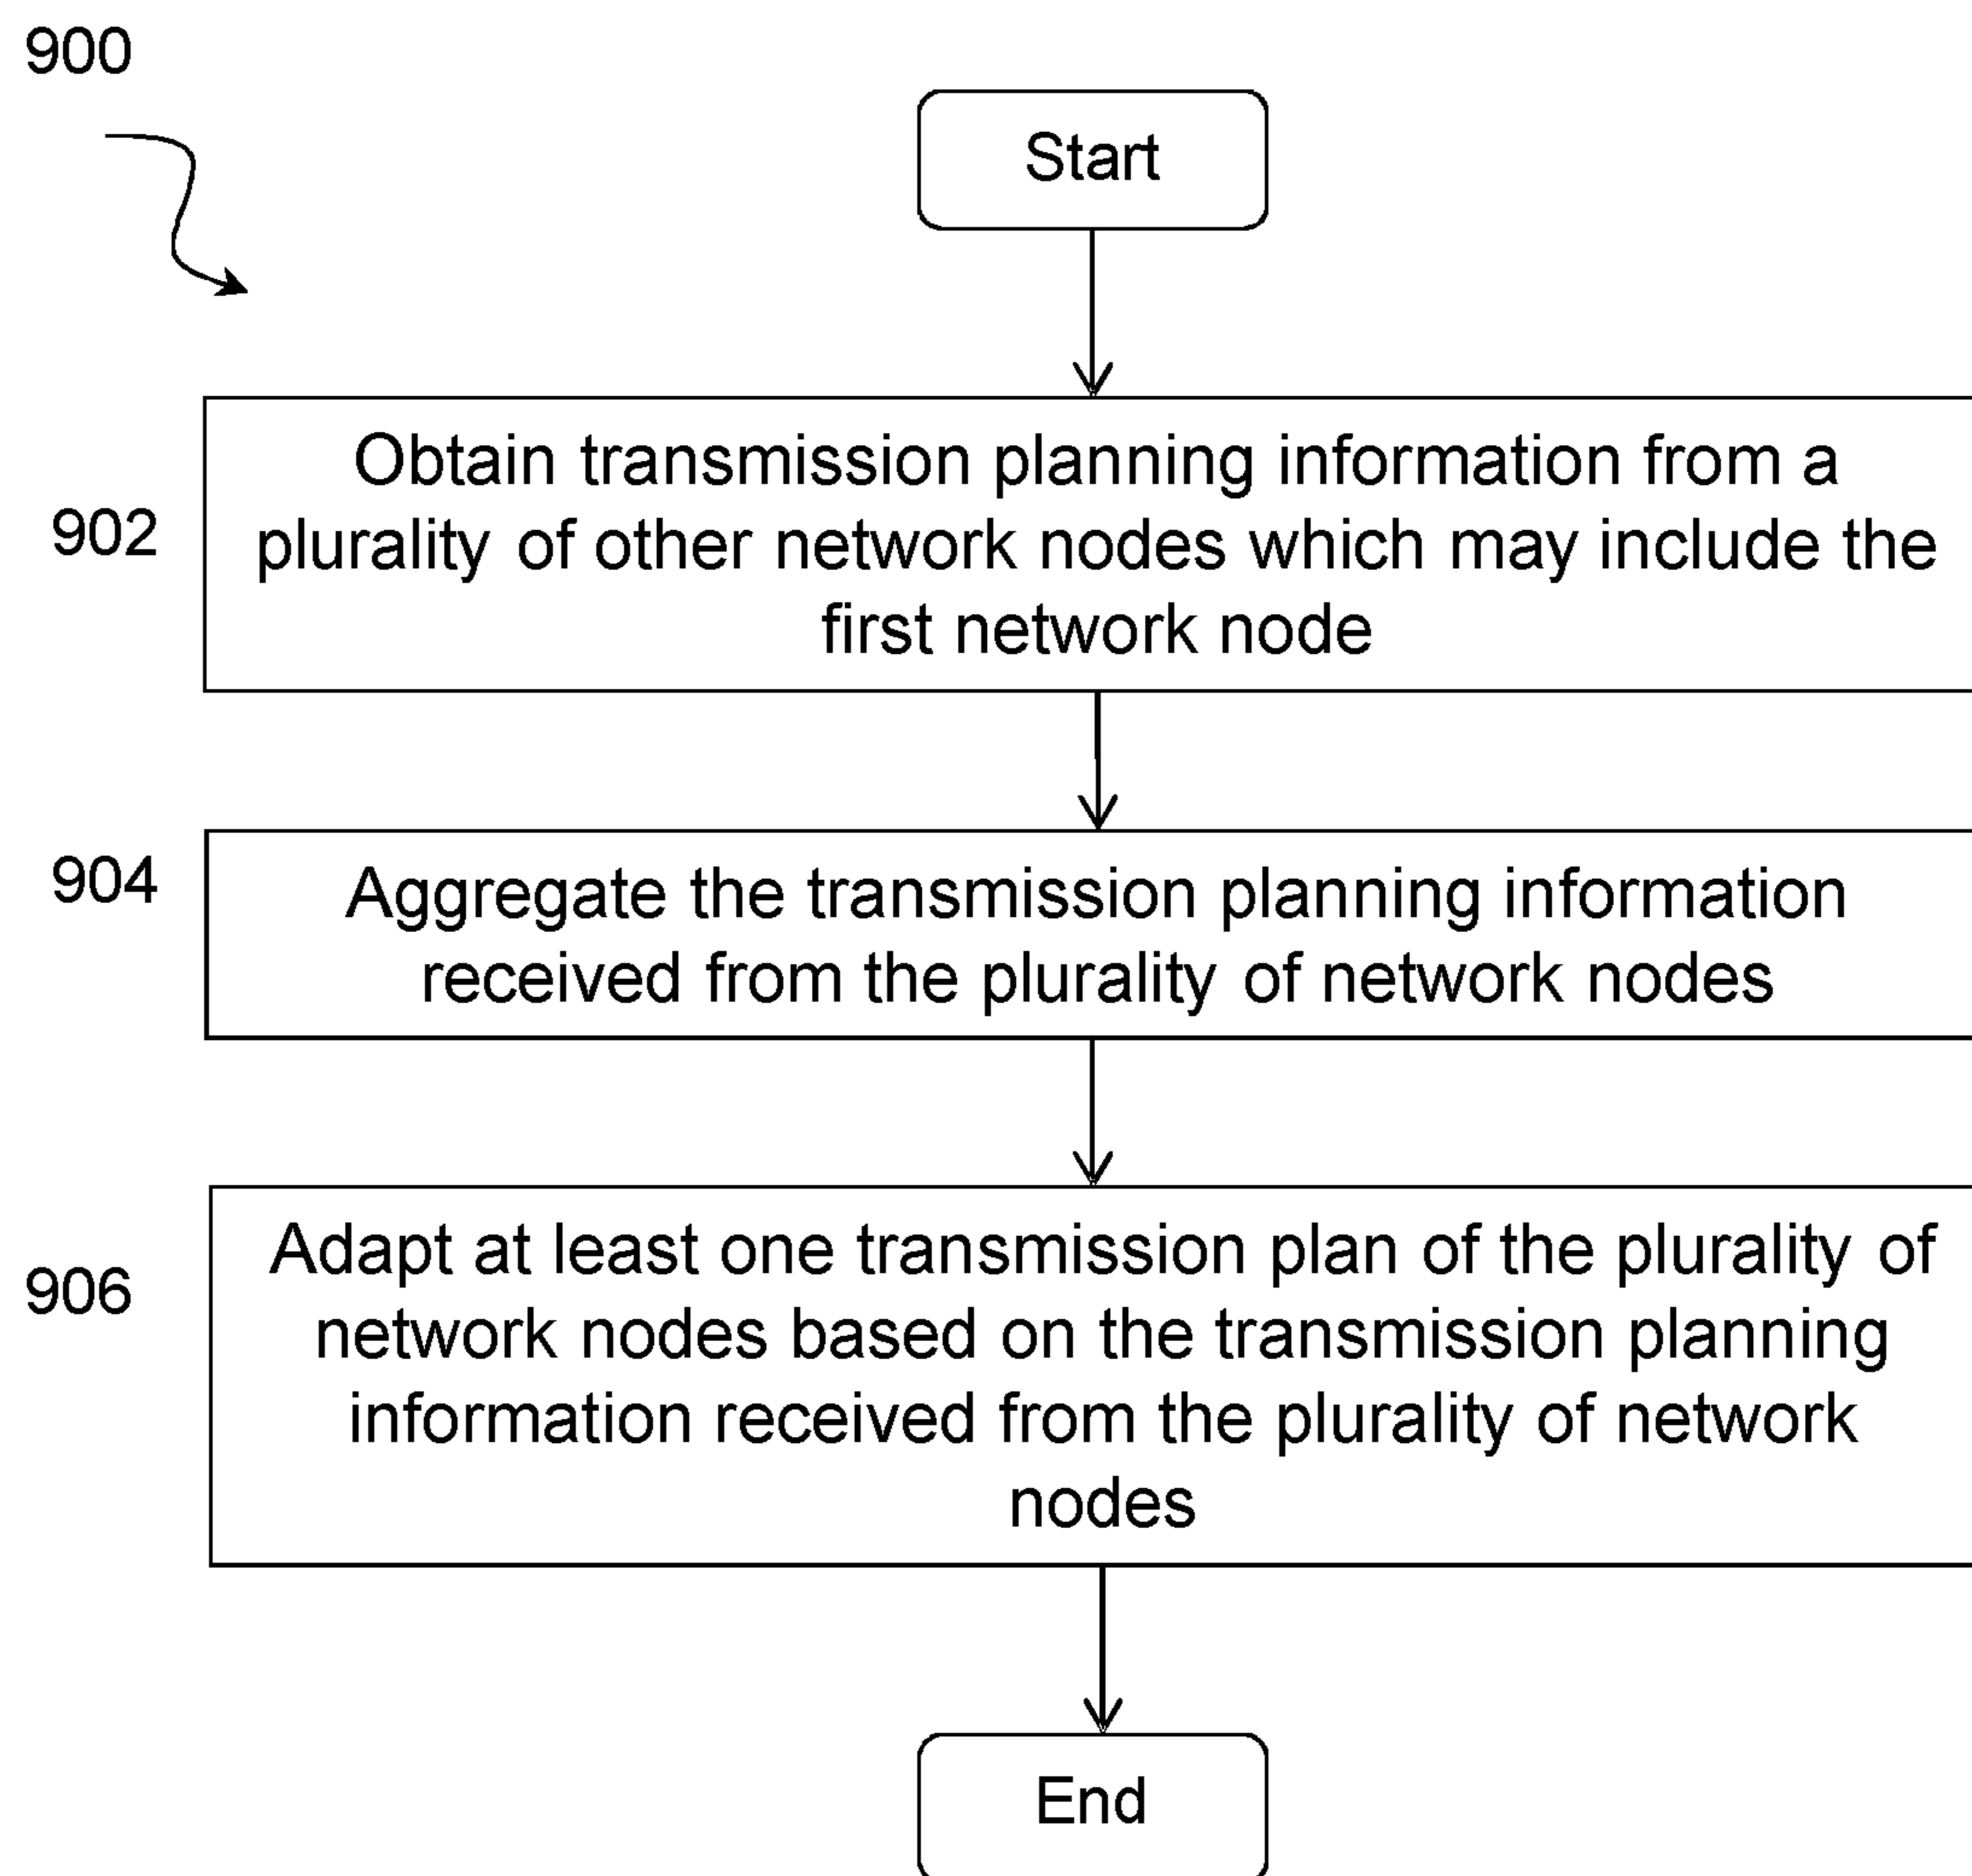 900
Start
902
Obtain transmission planning information from a
plurality of other network nodes which may include the
first network node
904
Aggregate the transmission planning information
received from the plurality of network nodes
906
Adapt at least one transmission plan of the plurality of
network nodes based on the transmission planning
information received from the plurality of network
nodes
End